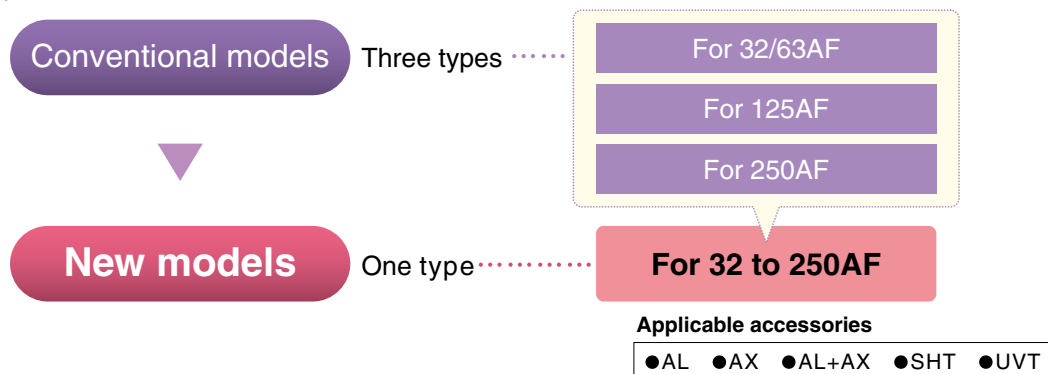 Conventional models
Three types ······
For 32/63AF
For 125AF
For 250AF
New models
One type ············
For 32 to 250AF
Applicable accessories
●AL ●AX ●AL+AX ●SHT ●UVT